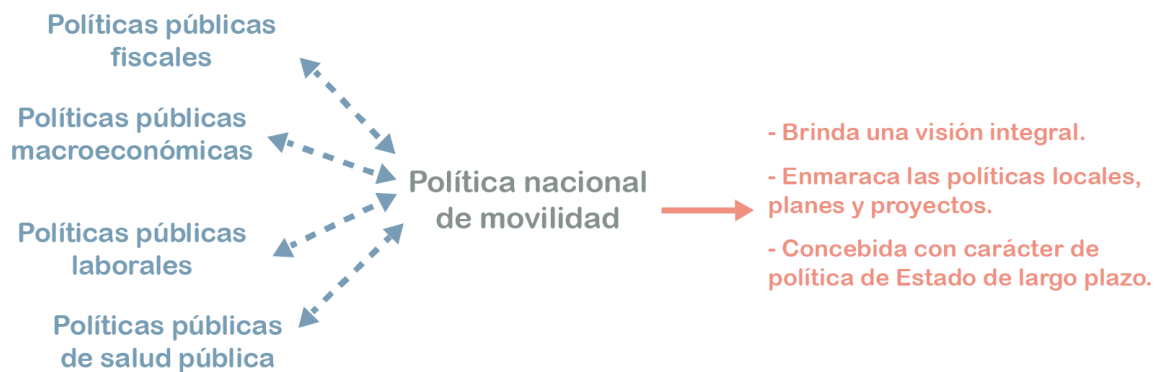 Políticas públicas
fiscales
Políticas públicas
macroeconómicas
Políticas públicas
laborales
Políticas públicas
de salud pública
Política nacional
de movilidad
- Brinda una visión integral.
- Enmaraca las políticas locales,
planes y proyectos.
- Concebida con carácter de
política de Estado de largo plazo.